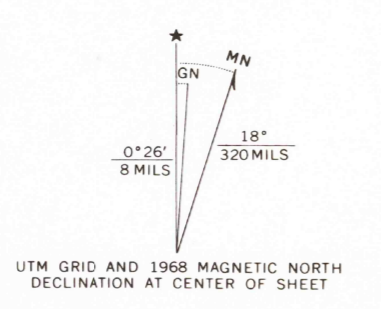 ★
MN
GN
0°26'
8 MILS
18°
320 MILS
UTM GRID AND 1968 MAGNETIC NORTH
DECLINATION AT CENTER OF SHEET